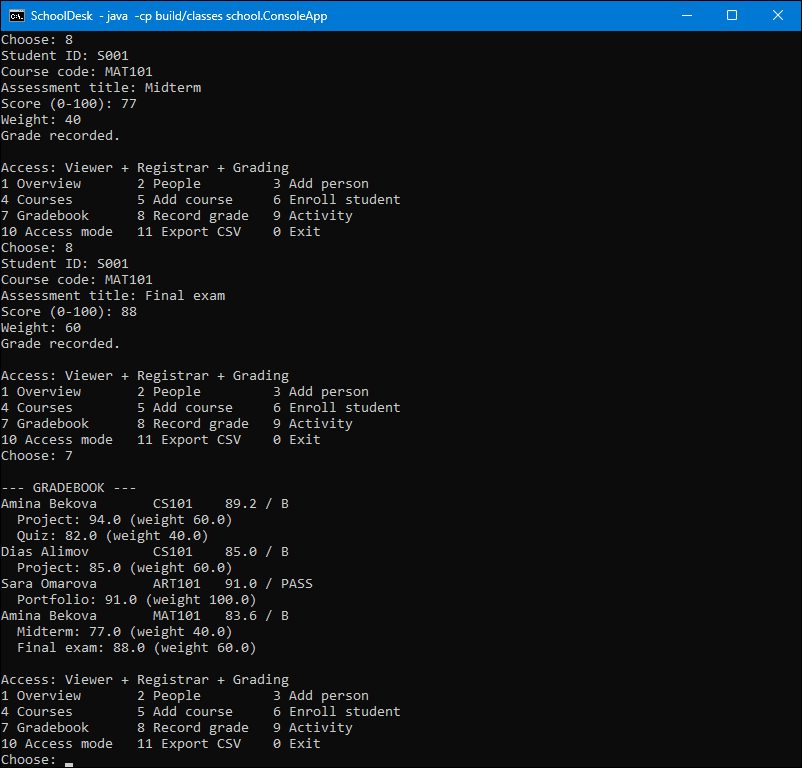 SchoolDesk - java -cp build/classes school.ConsoleApp
Choose: 8
Student ID: S001
Course code: MAT101
Assessment title: Midterm
Score (0-100): 77
Weight: 40
Grade recorded.
Access: Viewer + Registrar + Grading
1 Overview 2 People 3 Add person
4 Courses 5 Add course 6 Enroll student
7 Gradebook 8 Record grade 9 Activity
10 Access mode 11 Export CSV 0 Exit
Choose: 8
Student ID: S001
Course code: MAT101
Assessment title: Final exam
Score (0-100): 88
Weight: 60
Grade recorded.
Access: Viewer + Registrar + Grading
1 Overview 2 People 3 Add person
4 Courses 5 Add course 6 Enroll student
7 Gradebook 8 Record grade 9 Activity
10 Access mode 11 Export CSV 0 Exit
Choose: 7
--- GRADEBOOK ---
Amina Bekova CS101 89.2 / B
Project: 94.0 (weight 60.0)
Quiz: 82.0 (weight 40.0)
Dias Alimov CS101 85.0 / B
Project: 85.0 (weight 60.0)
Sara Omarova ART101 91.0 / PASS
Portfolio: 91.0 (weight 100.0)
Amina Bekova MAT101 83.6 / B
Midterm: 77.0 (weight 40.0)
Final exam: 88.0 (weight 60.0)
Access: Viewer + Registrar + Grading
1 Overview 2 People 3 Add person
4 Courses 5 Add course 6 Enroll student
7 Gradebook 8 Record grade 9 Activity
10 Access mode 11 Export CSV 0 Exit
Choose: